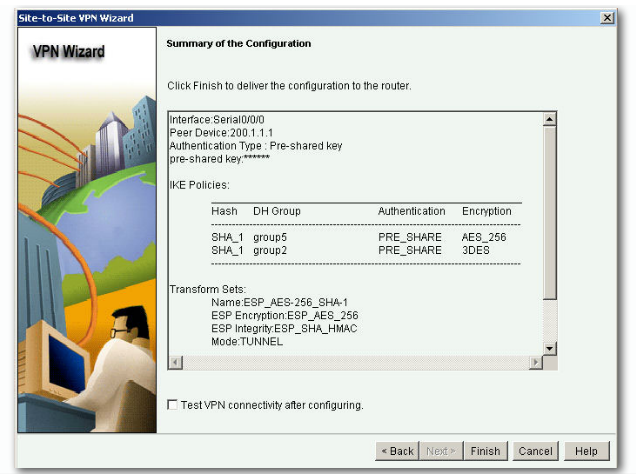 Site-to-Site VPN Wizard
VPN Wizard
Summary of the Configuration
Click Finish to deliver the configuration to the router.
Interface:Serial0/0/0
Peer Device:200.1.1.1
Authentication Type : Pre-shared key
pre-shared key:******
IKE Policies:
Hash DH Group Authentication Encryption
SHA_1 group5 PRE_SHARE AES_256
SHA_1 group2 PRE_SHARE 3DES
Transform Sets:
Name:ESP_AES-256_SHA-1
ESP Encryption:ESP_AES_256
ESP Integrity:ESP_SHA_HMAC
Mode:TUNNEL
Test VPN connectivity after configuring.
< Back Next > Finish Cancel Help